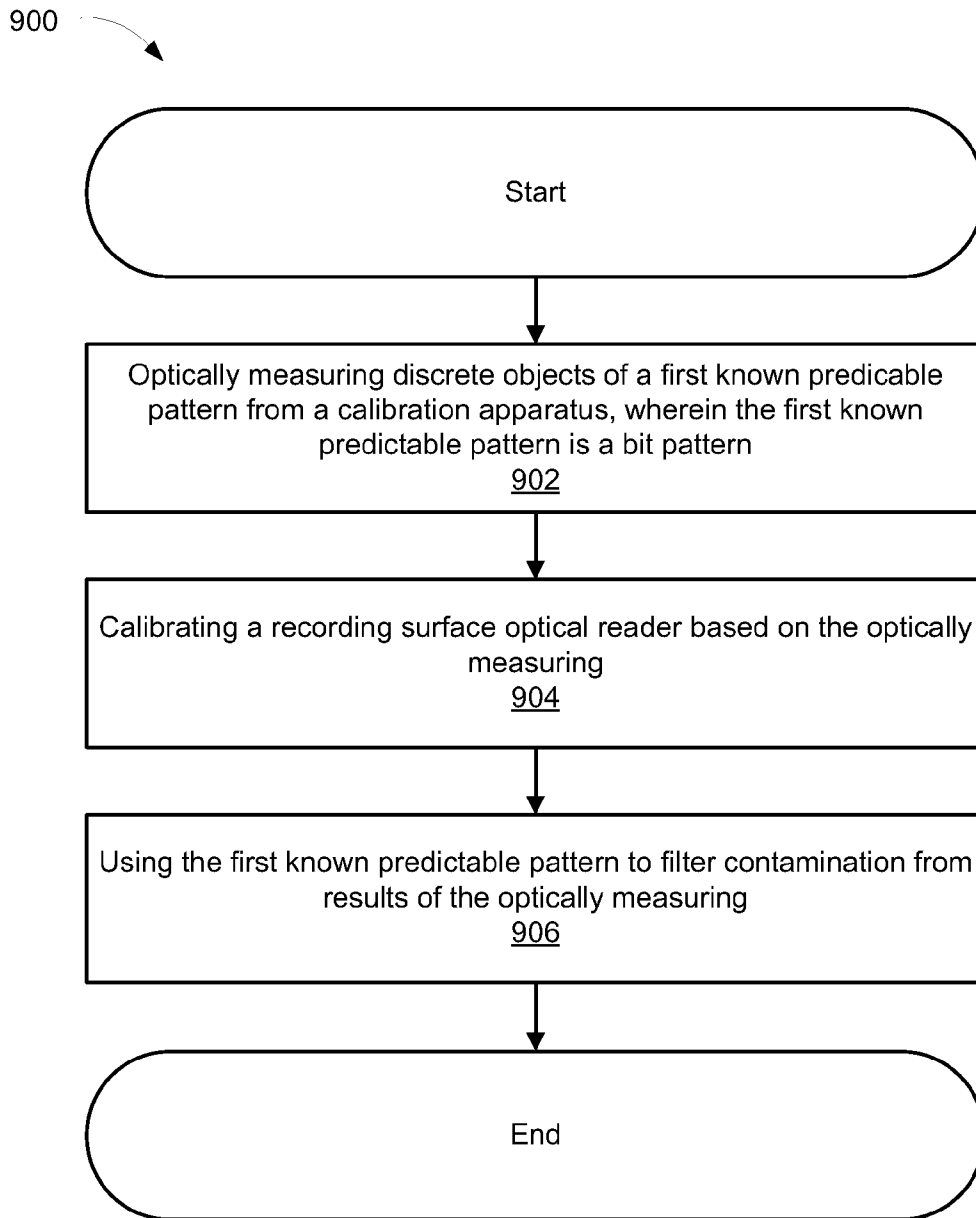 900
Start
Optically measuring discrete objects of a first known predicable
pattern from a calibration apparatus, wherein the first known
predictable pattern is a bit pattern
902
Calibrating a recording surface optical reader based on the optically
measuring
904
Using the first known predictable pattern to filter contamination from
results of the optically measuring
906
End